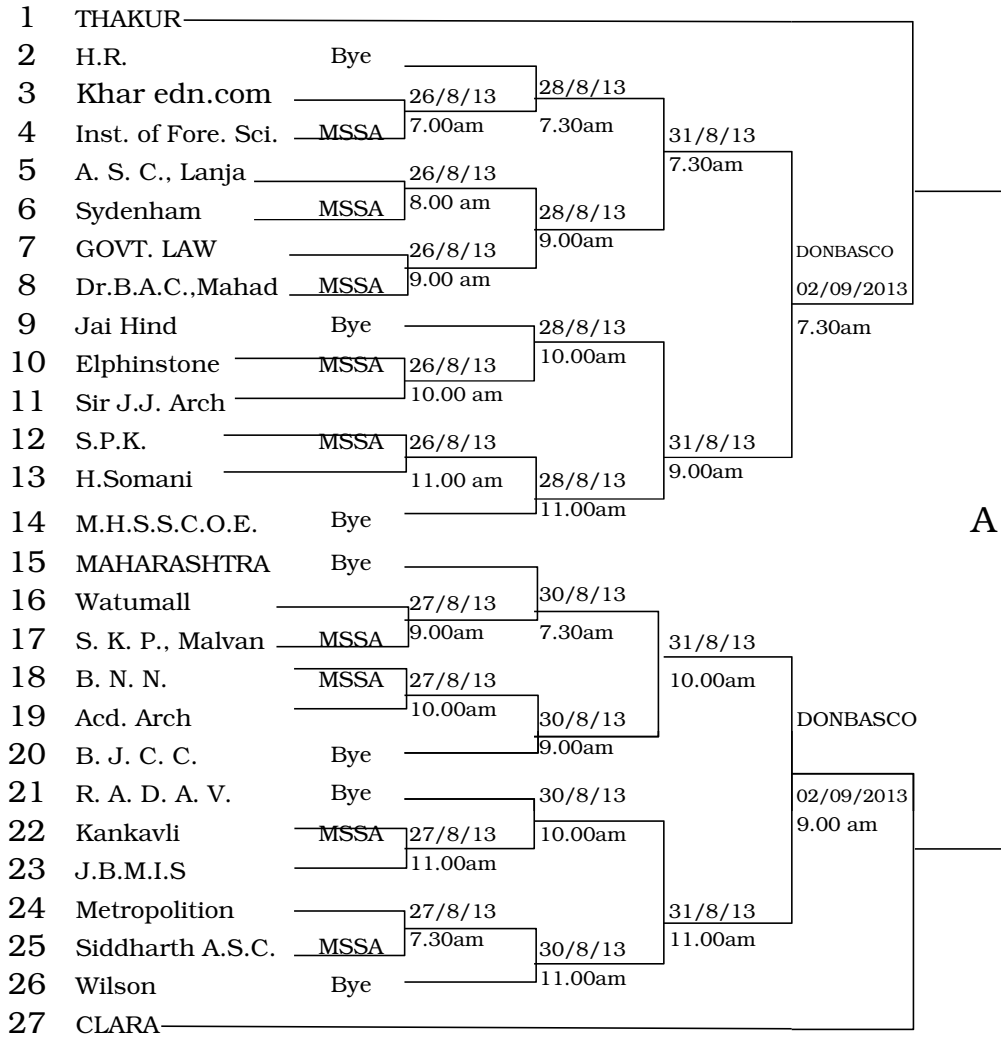 1 THAKUR
2 H.R. Bye
3 Khar edn.com 26/8/13 28/8/13
4 Inst. of Fore. Sci. MSSA 7.00am 7.30am 31/8/13
5 A. S. C., Lanja 26/8/13 7.30am
6 Sydenham MSSA 8.00 am 28/8/13
7 GOVT. LAW 26/8/13 9.00am DONBASCO
8 Dr.B.A.C.,Mahad MSSA 9.00 am 02/09/2013
9 Jai Hind Bye 28/8/13 7.30am
10 Elphinstone MSSA 26/8/13 10.00am
11 Sir J.J. Arch 10.00 am
12 S.P.K. MSSA 26/8/13 31/8/13
13 H.Somani 11.00 am 28/8/13 9.00am
14 M.H.S.S.C.O.E. Bye 11.00am A
15 MAHARASHTRA Bye
16 Watumall 27/8/13 30/8/13
17 S. K. P., Malvan MSSA 9.00am 7.30am 31/8/13
18 B. N. N. MSSA 27/8/13 10.00am
19 Acd. Arch 10.00am 30/8/13 DONBASCO
20 B. J. C. C. Bye 9.00am
21 R. A. D. A. V. Bye 30/8/13 02/09/2013
22 Kankavli MSSA 27/8/13 10.00am 9.00 am
23 J.B.M.I.S 11.00am
24 Metropolition 27/8/13 31/8/13
25 Siddharth A.S.C. MSSA 7.30am 30/8/13 11.00am
26 Wilson Bye 11.00am
27 CLARA